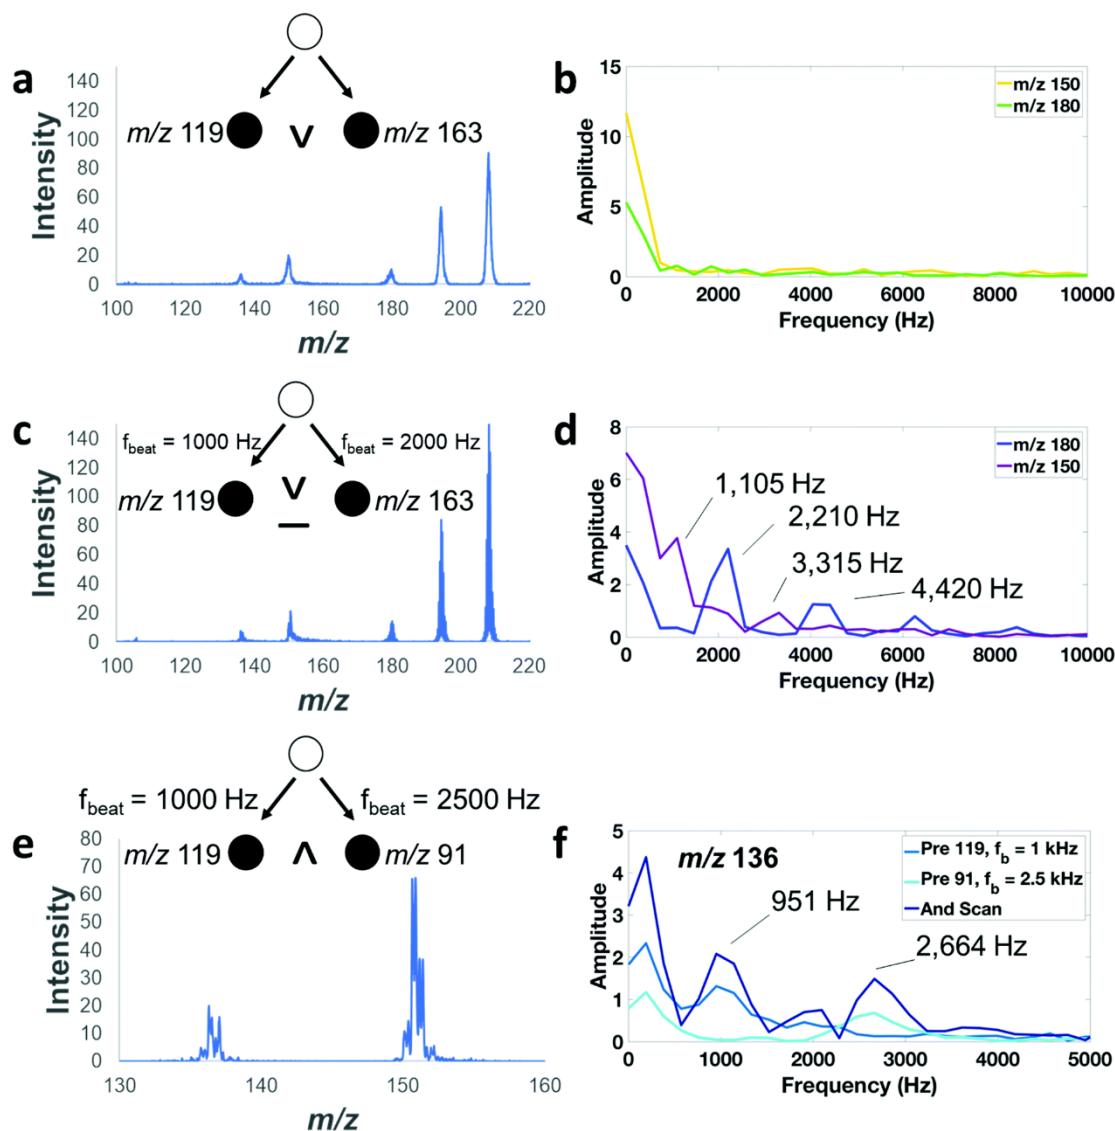 a
m/z 119
∨
m/z 163
Intensity
140
120
100
80
60
40
20
0
100 120 140 160 180 200 220
m/z
b
m/z 150
m/z 180
Amplitude
15
10
5
0
0 2000 4000 6000 8000 10000
Frequency (Hz)
c
f_beat = 1000 Hz
f_beat = 2000 Hz
m/z 119
⊻
m/z 163
Intensity
140
120
100
80
60
40
20
0
100 120 140 160 180 200 220
m/z
d
m/z 180
m/z 150
1,105 Hz
2,210 Hz
3,315 Hz
4,420 Hz
Amplitude
8
6
4
2
0
0 2000 4000 6000 8000 10000
Frequency (Hz)
e
f_beat = 1000 Hz
f_beat = 2500 Hz
m/z 119
∧
m/z 91
Intensity
80
70
60
50
40
30
20
10
0
130 140 150 160
m/z
f
m/z 136
Pre 119, f_b = 1 kHz
Pre 91, f_b = 2.5 kHz
And Scan
951 Hz
2,664 Hz
Amplitude
5
4
3
2
1
0
0 1000 2000 3000 4000 5000
Frequency (Hz)